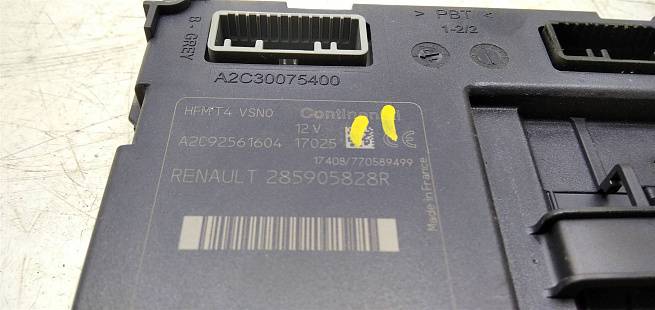 B - GREY
> PBT <
1-2/2
A2C30075400
HFM'T4 VSN0 Continental
12 V
A2C92561604 17025 CE
17408/770589499
RENAULT 285905828R
Made in France